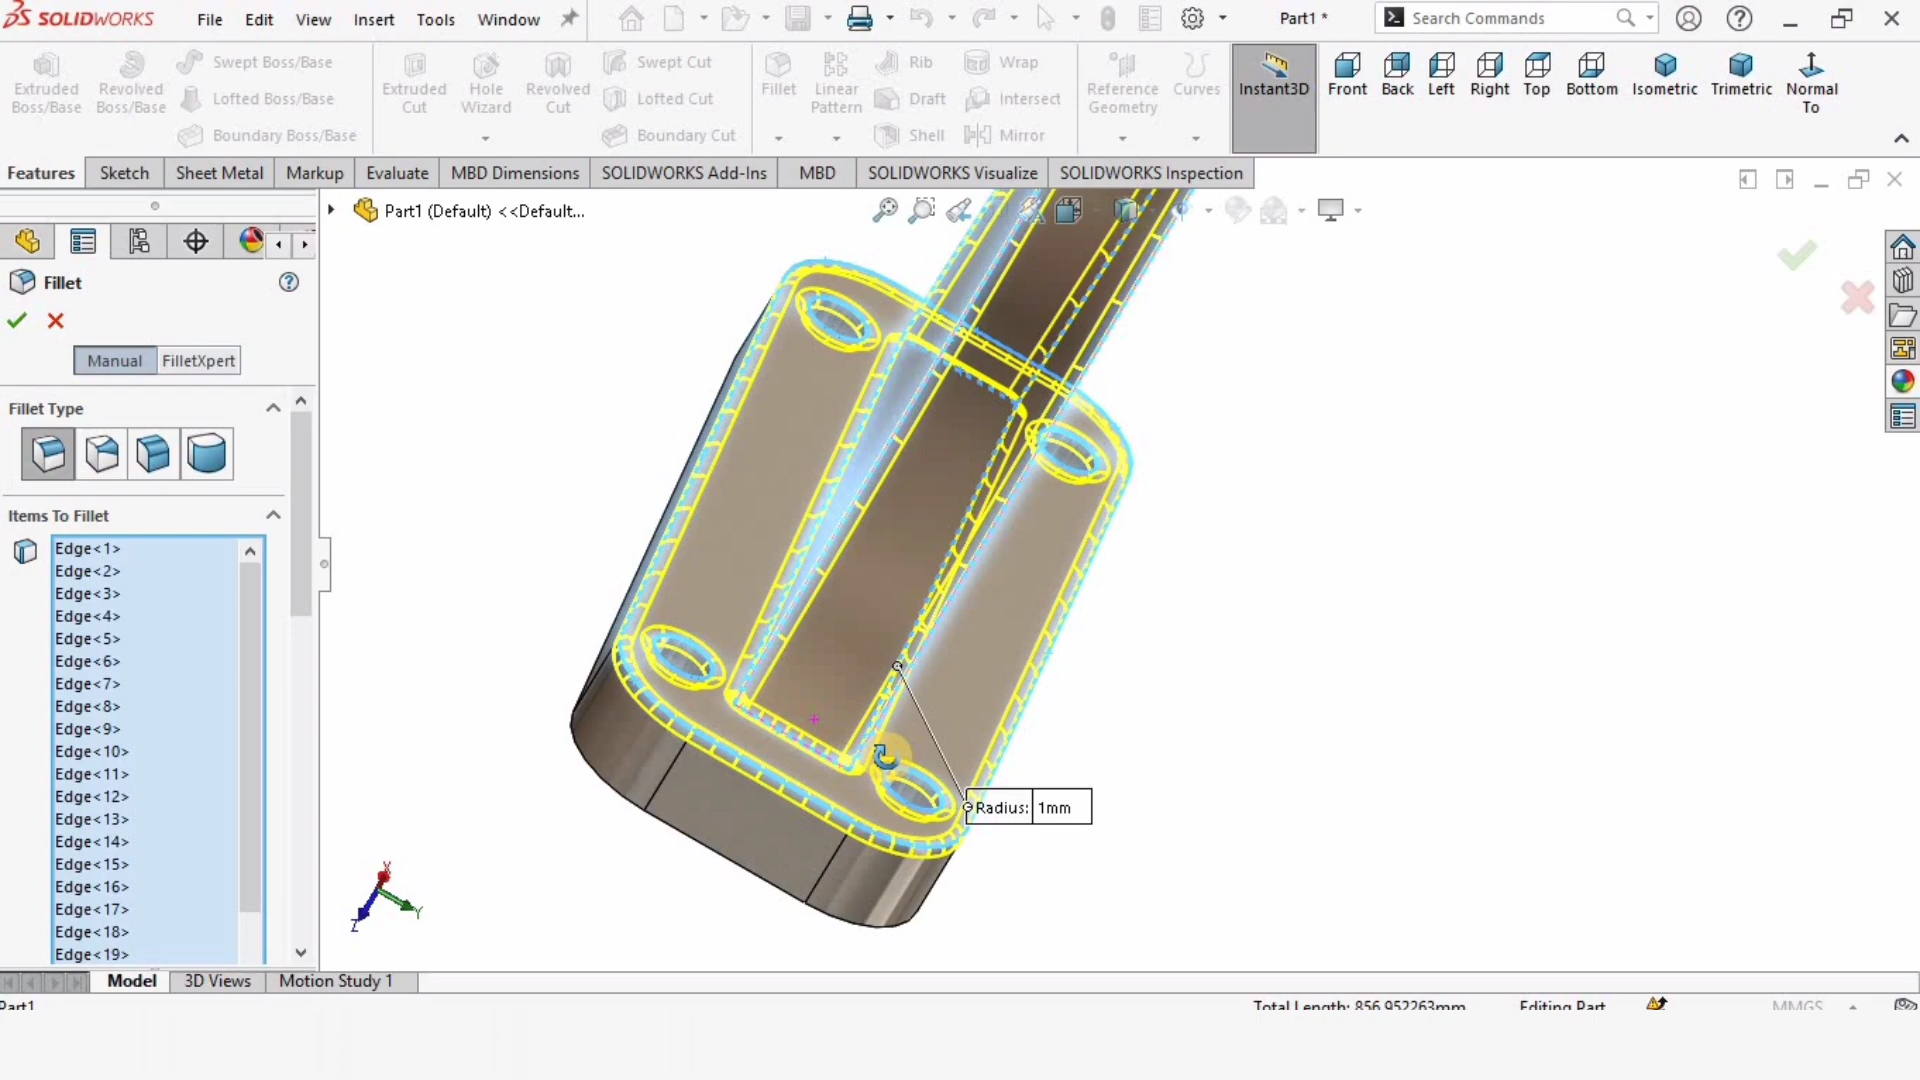 SOLIDWORKS File Edit View Insert Tools Window Part1 * Search Commands
Extruded Boss/Base
Revolved Boss/Base
Swept Boss/Base
Lofted Boss/Base
Boundary Boss/Base
Extruded Cut
Hole Wizard
Revolved Cut
Swept Cut
Lofted Cut
Boundary Cut
Fillet
Linear Pattern
Rib
Draft
Shell
Wrap
Intersect
Mirror
Reference Geometry
Curves
Instant3D
Front
Back
Left
Right
Top
Bottom
Isometric
Trimetric
Normal To
Features Sketch Sheet Metal Markup Evaluate MBD Dimensions SOLIDWORKS Add-Ins MBD SOLIDWORKS Visualize SOLIDWORKS Inspection
Part1 (Default) <<Default...
Fillet
Manual FilletXpert
Fillet Type
Items To Fillet
Edge<1>
Edge<2>
Edge<3>
Edge<4>
Edge<5>
Edge<6>
Edge<7>
Edge<8>
Edge<9>
Edge<10>
Edge<11>
Edge<12>
Edge<13>
Edge<14>
Edge<15>
Edge<16>
Edge<17>
Edge<18>
Edge<19>
Radius: 1mm
X
Y
Z
Model 3D Views Motion Study 1
Part1 Total Length: 856.952263mm Editing Part MMGS